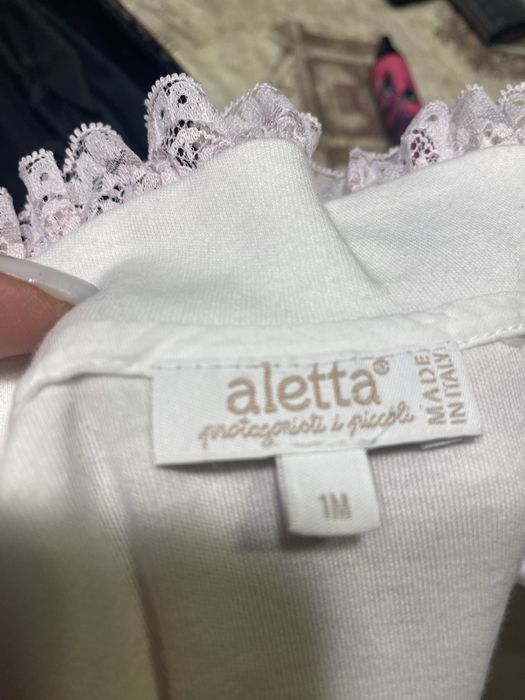 aletta®
protagonisti i piccoli
MADE
IN ITALY
1M